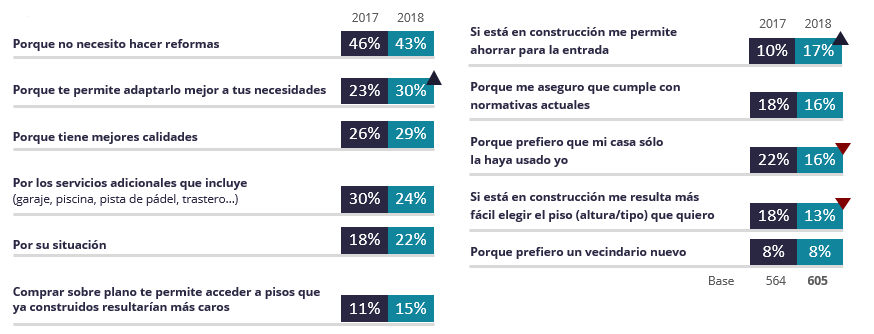 2017 2018
Porque no necesito hacer reformas 46% 43%
Porque te permite adaptarlo mejor a tus necesidades 23% 30%
Porque tiene mejores calidades 26% 29%
Por los servicios adicionales que incluye
(garaje, piscina, pista de pádel, trastero...) 30% 24%
Por su situación 18% 22%
Comprar sobre plano te permite acceder a pisos que
ya construidos resultarían más caros 11% 15%
2017 2018
Si está en construcción me permite
ahorrar para la entrada 10% 17%
Porque me aseguro que cumple con
normativas actuales 18% 16%
Porque prefiero que mi casa sólo
la haya usado yo 22% 16%
Si está en construcción me resulta más
fácil elegir el piso (altura/tipo) que quiero 18% 13%
Porque prefiero un vecindario nuevo 8% 8%
Base 564 605